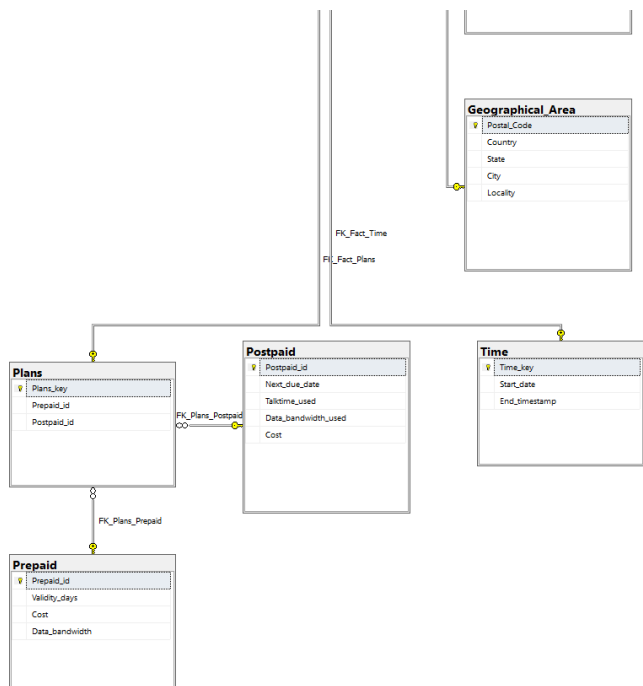 Geographical_Area
Postal_Code
Country
State
City
Locality
FK_Fact_Time
FK_Fact_Plans
Plans
Plans_key
Prepaid_id
Postpaid_id
FK_Plans_Postpaid
Postpaid
Postpaid_id
Next_due_date
Talktime_used
Data_bandwidth_used
Cost
Time
Time_key
Start_date
End_timestamp
FK_Plans_Prepaid
Prepaid
Prepaid_id
Validity_days
Cost
Data_bandwidth